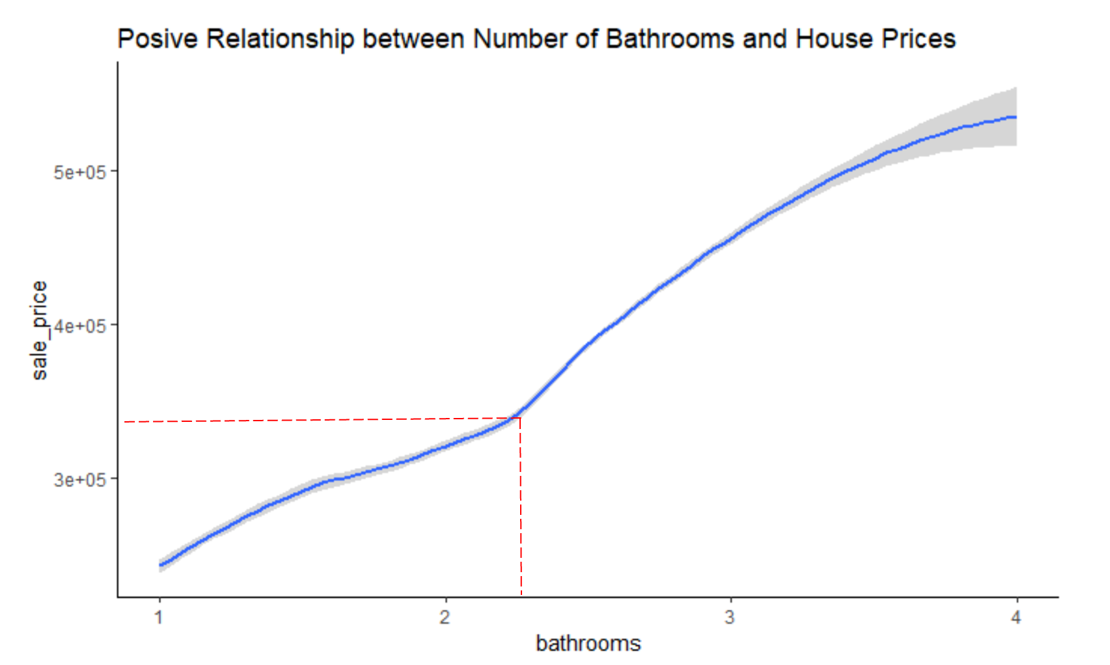 Posive Relationship between Number of Bathrooms and House Prices
5e+05
4e+05
3e+05
sale_price
1 2 3 4
bathrooms